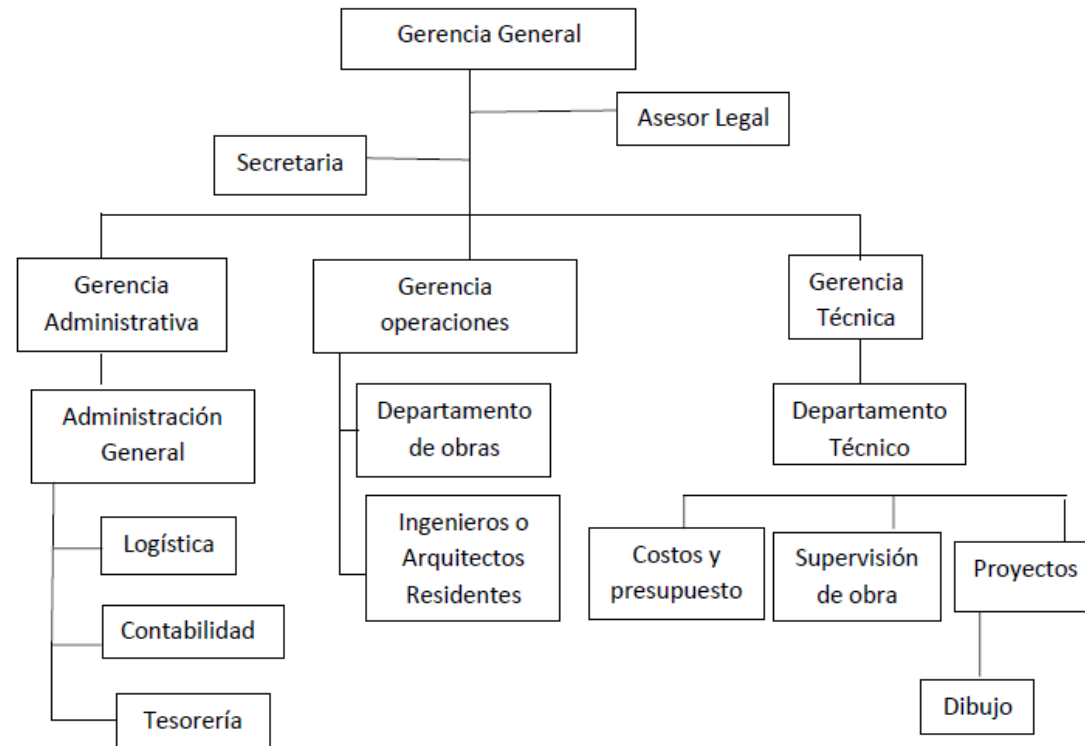 Gerencia General
Asesor Legal
Secretaria
Gerencia
Administrativa
Gerencia
operaciones
Gerencia
Técnica
Administración
General
Departamento
de obras
Departamento
Técnico
Logística
Contabilidad
Tesorería
Ingenieros o
Arquitectos
Residentes
Costos y
presupuesto
Supervisión
de obra
Proyectos
Dibujo